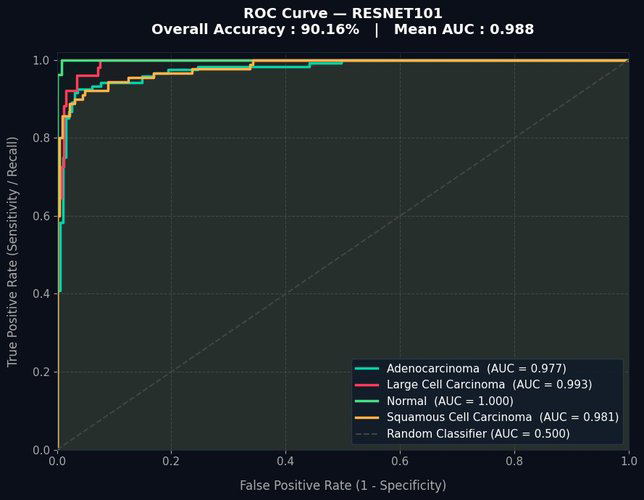 ROC Curve — RESNET101
Overall Accuracy : 90.16%   |   Mean AUC : 0.988
True Positive Rate (Sensitivity / Recall)
1.0
0.8
0.6
0.4
0.2
0.0
Adenocarcinoma  (AUC = 0.977)
Large Cell Carcinoma  (AUC = 0.993)
Normal  (AUC = 1.000)
Squamous Cell Carcinoma  (AUC = 0.981)
Random Classifier (AUC = 0.500)
0.0 0.2 0.4 0.6 0.8 1.0
False Positive Rate (1 - Specificity)